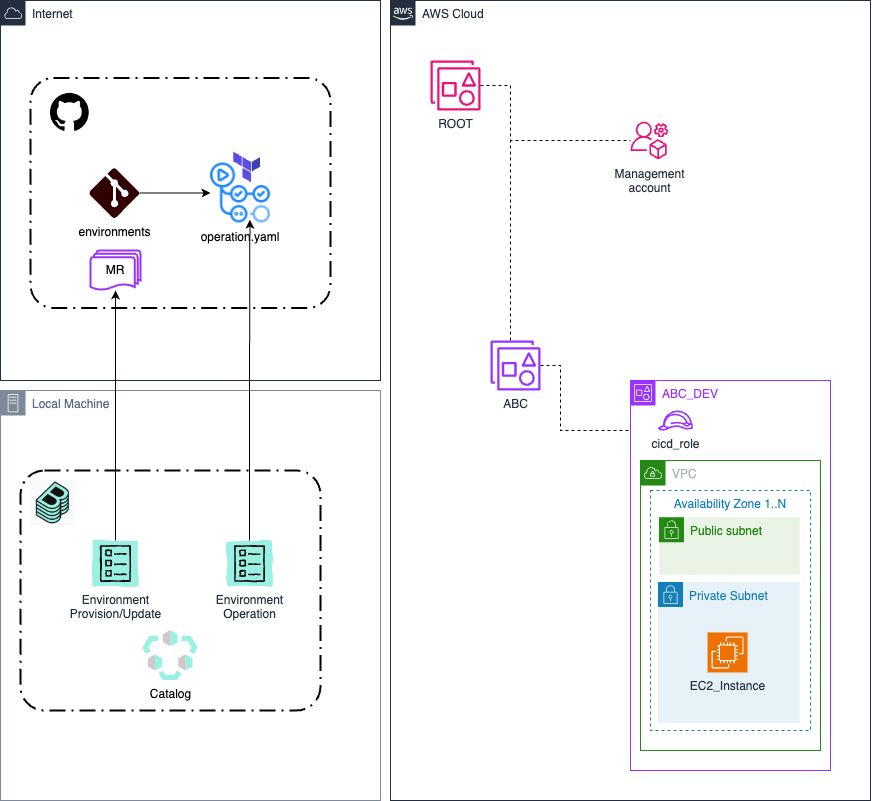 Internet
environments
operation.yaml
MR
Local Machine
Environment
Provision/Update
Environment
Operation
Catalog
aws
AWS Cloud
ROOT
Management
account
ABC
ABC_DEV
cicd_role
VPC
Availability Zone 1..N
Public subnet
Private Subnet
EC2_Instance